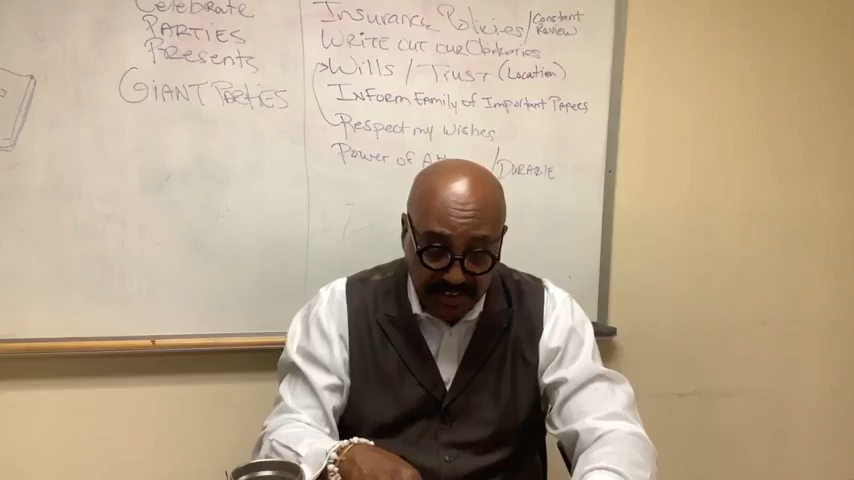 Celebrate
PARTIES
Presents
GIANT PARTIES
Insurance Policies / Constant
Review
WRITE OUT OUR Obituaries
Wills / TRUST (Location)
INFORM FAMILY of Important Papers
Respect my Wishes
Power of / DURABLE